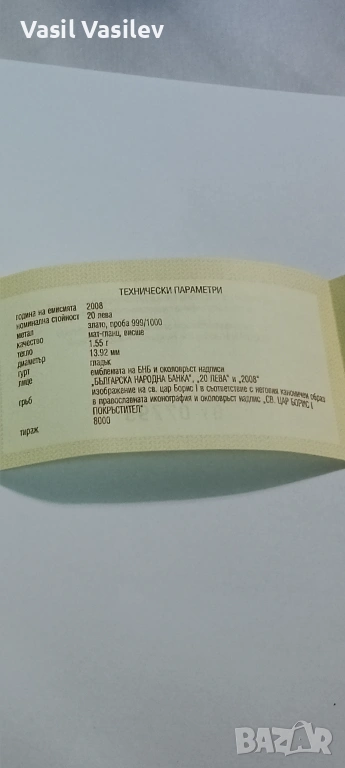 Vasil Vasilev
ТЕХНИЧЕСКИ ПАРАМЕТРИ
година на емисията 2008
номинална стойност 20 лева
метал злато, проба 999/1000
качество мат-гланц, висше
тегло 1.55 г
диаметър 13.92 мм
гурт гладък
лице емблемата на БНБ и околовръст надписи
„БЪЛГАРСКА НАРОДНА БАНКА", „20 ЛЕВА" и „2008"
гръб изображение на св. цар Борис I в съответствие с неговия каноничен образ
в православната иконография и околовръст надпис „СВ. ЦАР БОРИС I
ПОКРЪСТИТЕЛ"
тираж 8000
BAZAR